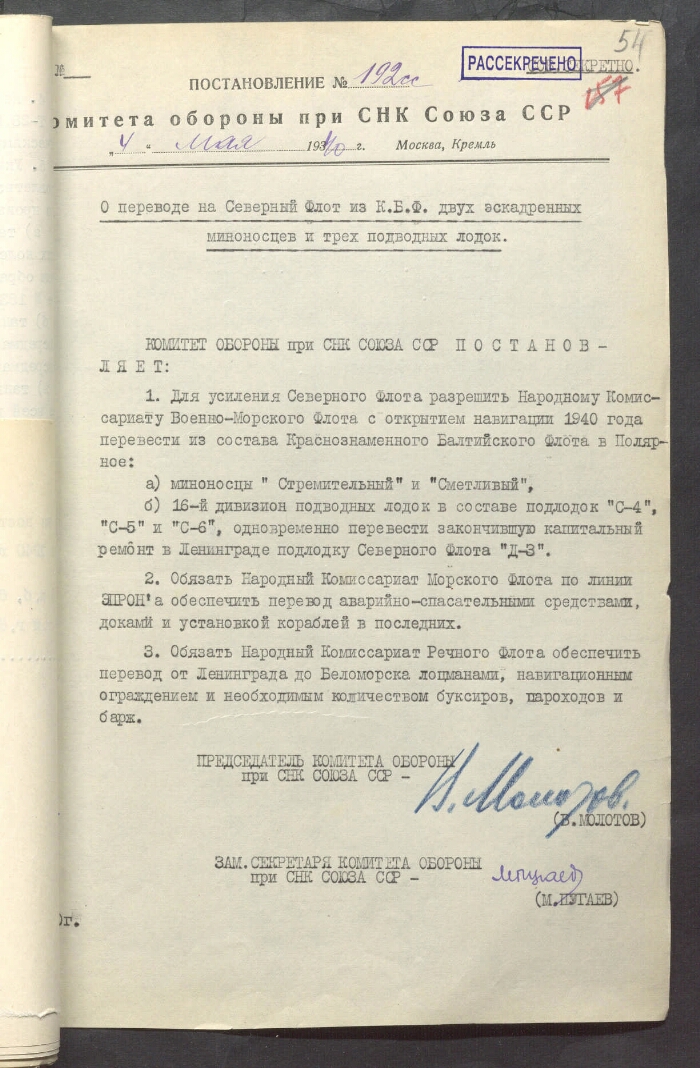 54
№
РАССЕКРЕЧЕНО
СЕКРЕТНО.
ПОСТАНОВЛЕНИЕ № 192сс
157
омитета обороны при СНК Союза ССР
„4“ мая 1940 г. Москва, Кремль
О переводе на Северный Флот из К.Б.Ф. двух эскадренных
миноносцев и трех подводных лодок.
КОМИТЕТ ОБОРОНЫ при СНК СОЮЗА ССР П О С Т А Н О В –
Л Я Е Т:
1. Для усиления Северного Флота разрешить Народному Комис-
сариату Военно-Морского Флота с открытием навигации 1940 года
перевести из состава Краснознаменного Балтийского Флота в Поляр-
ное:
а) миноносцы " Стремительный" и "Сметливый",
б) 16-й дивизион подводных лодок в составе подлодок "С-4",
"С-5" и "С-6", одновременно перевести закончившую капитальный
ремонт в Ленинграде подлодку Северного Флота "Д-3".
2. Обязать Народный Комиссариат Морского Флота по линии
ЭПРОН'а обеспечить перевод аварийно-спасательными средствами,
доками и установкой кораблей в последних.
3. Обязать Народный Комиссариат Речного Флота обеспечить
перевод от Ленинграда до Беломорска лоцманами, навигационным
ограждением и необходимым количеством буксиров, пароходов и
барж.
ПРЕДСЕДАТЕЛЬ КОМИТЕТА ОБОРОНЫ
при СНК СОЮЗА ССР –
В. Молотов.
(В.МОЛОТОВ)
ЗАМ.СЕКРЕТАРЯ КОМИТЕТА ОБОРОНЫ
при СНК СОЮЗА ССР –
(М.ПУГАЕВ)
г.